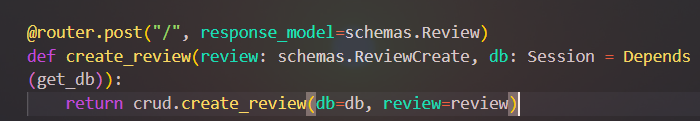 @router.post("/", response_model=schemas.Review)
def create_review(review: schemas.ReviewCreate, db: Session = Depends
(get_db)):
    return crud.create_review(db=db, review=review)